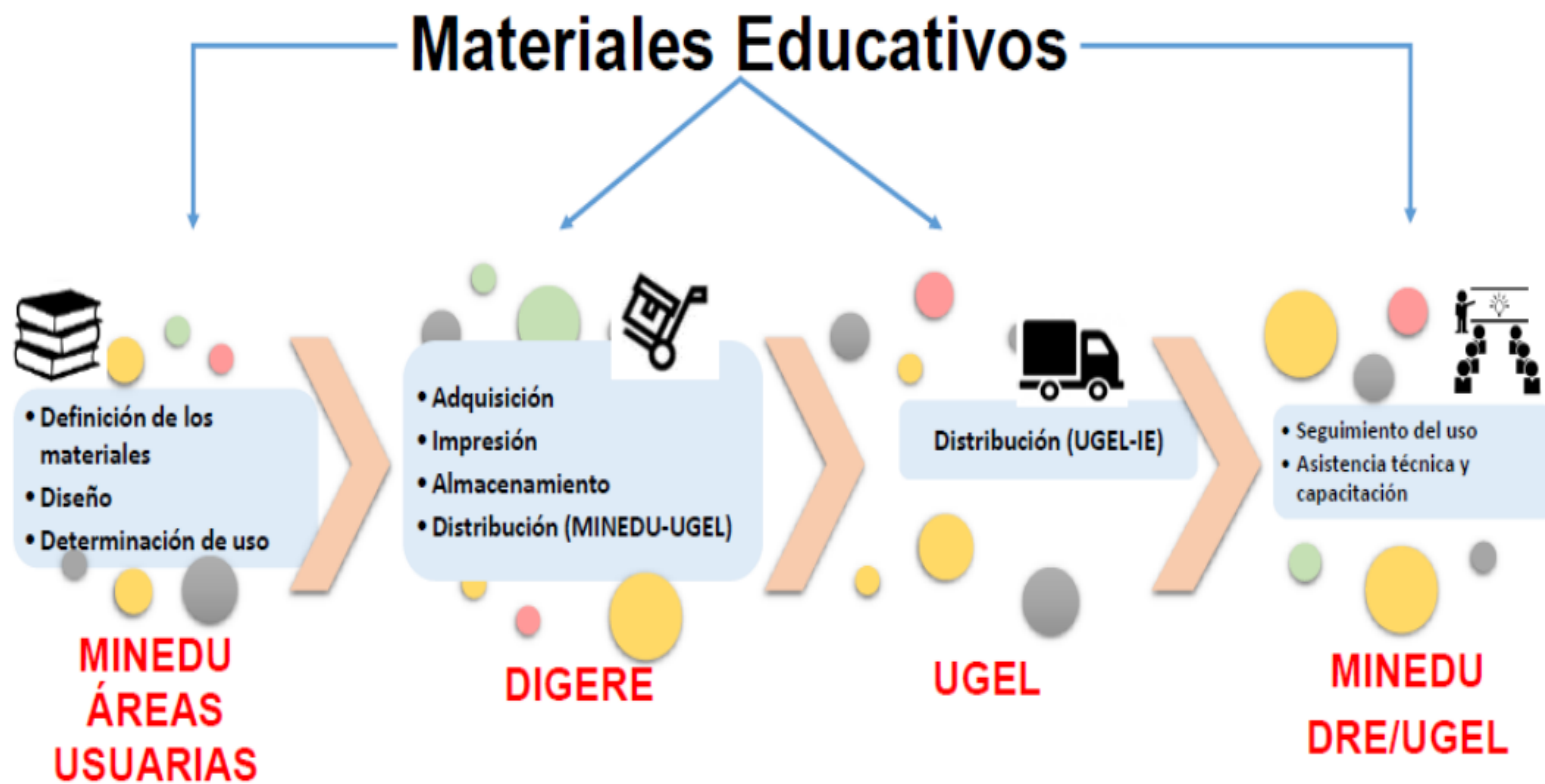 Materiales Educativos
• Definición de los
materiales
• Diseño
• Determinación de uso
MINEDU
ÁREAS
USUARIAS
• Adquisición
• Impresión
• Almacenamiento
• Distribución (MINEDU-UGEL)
DIGERE
Distribución (UGEL-IE)
UGEL
• Seguimiento del uso
• Asistencia técnica y
capacitación
MINEDU
DRE/UGEL